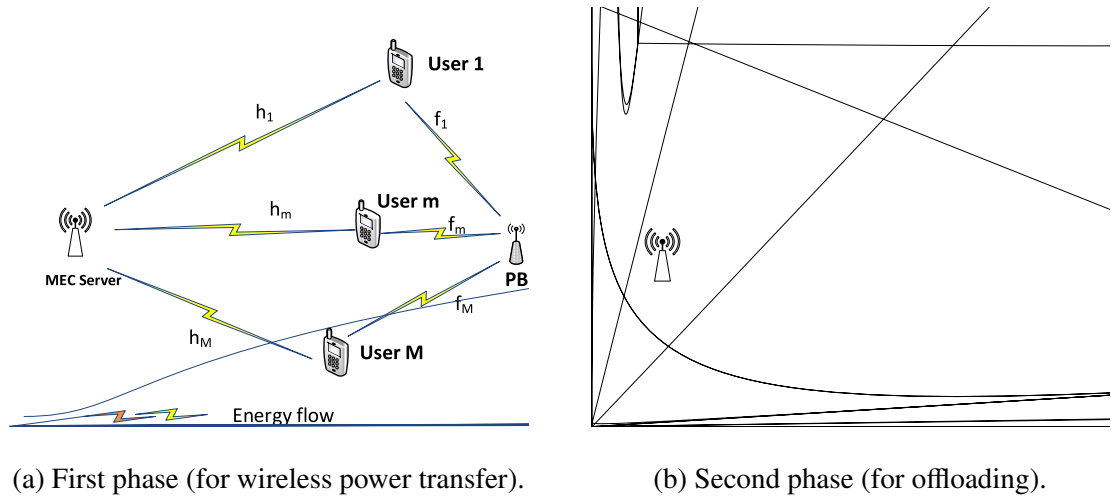 User 1
h1
f1
User m
hm
fm
MEC Server
PB
fM
hM
User M
Energy flow
(a) First phase (for wireless power transfer).
(b) Second phase (for offloading).